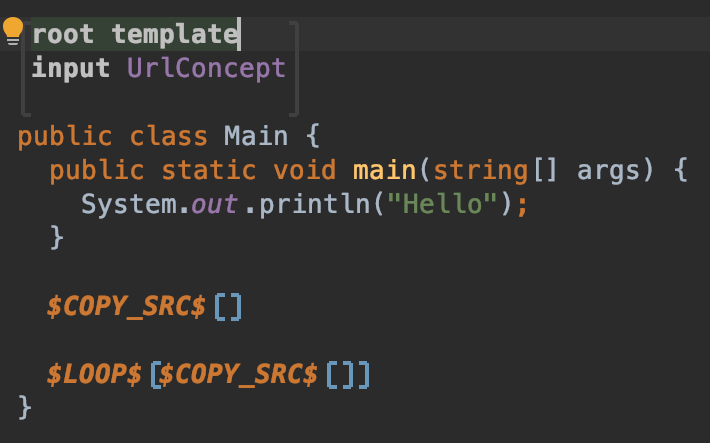 root template
input UrlConcept
public class Main {
public static void main(string[] args) {
System.out.println("Hello");
}
$COPY_SRC$[]
$LOOP$[$COPY_SRC$[]]
}